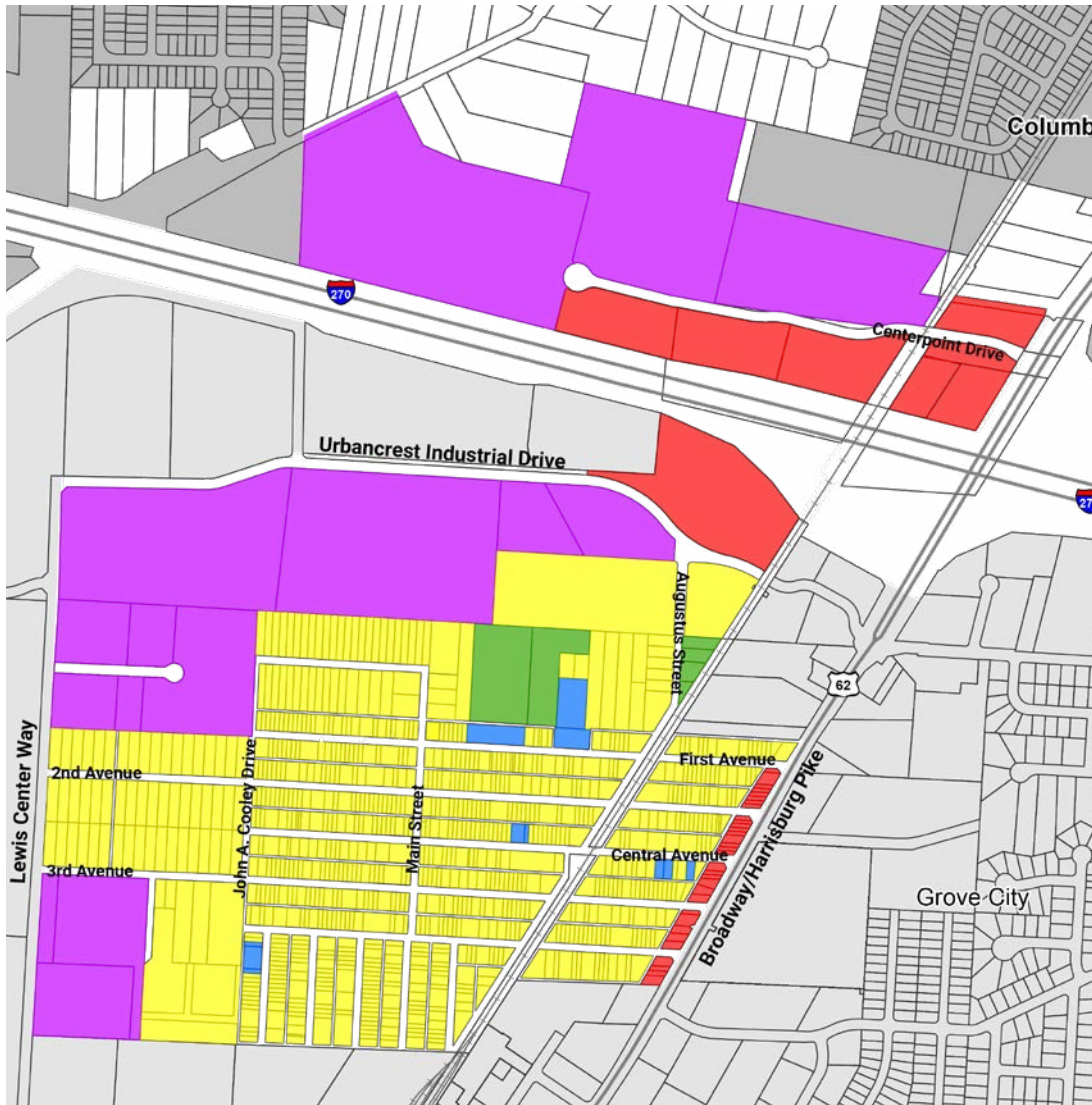 Columb
270
Centerpoint Drive
Urbancrest Industrial Drive
27
Augustus Street
62
First Avenue
2nd Avenue
John A. Cooley Drive
Main Street
Lewis Center Way
Central Avenue
3rd Avenue
Broadway/Harrisburg Pike
Grove City